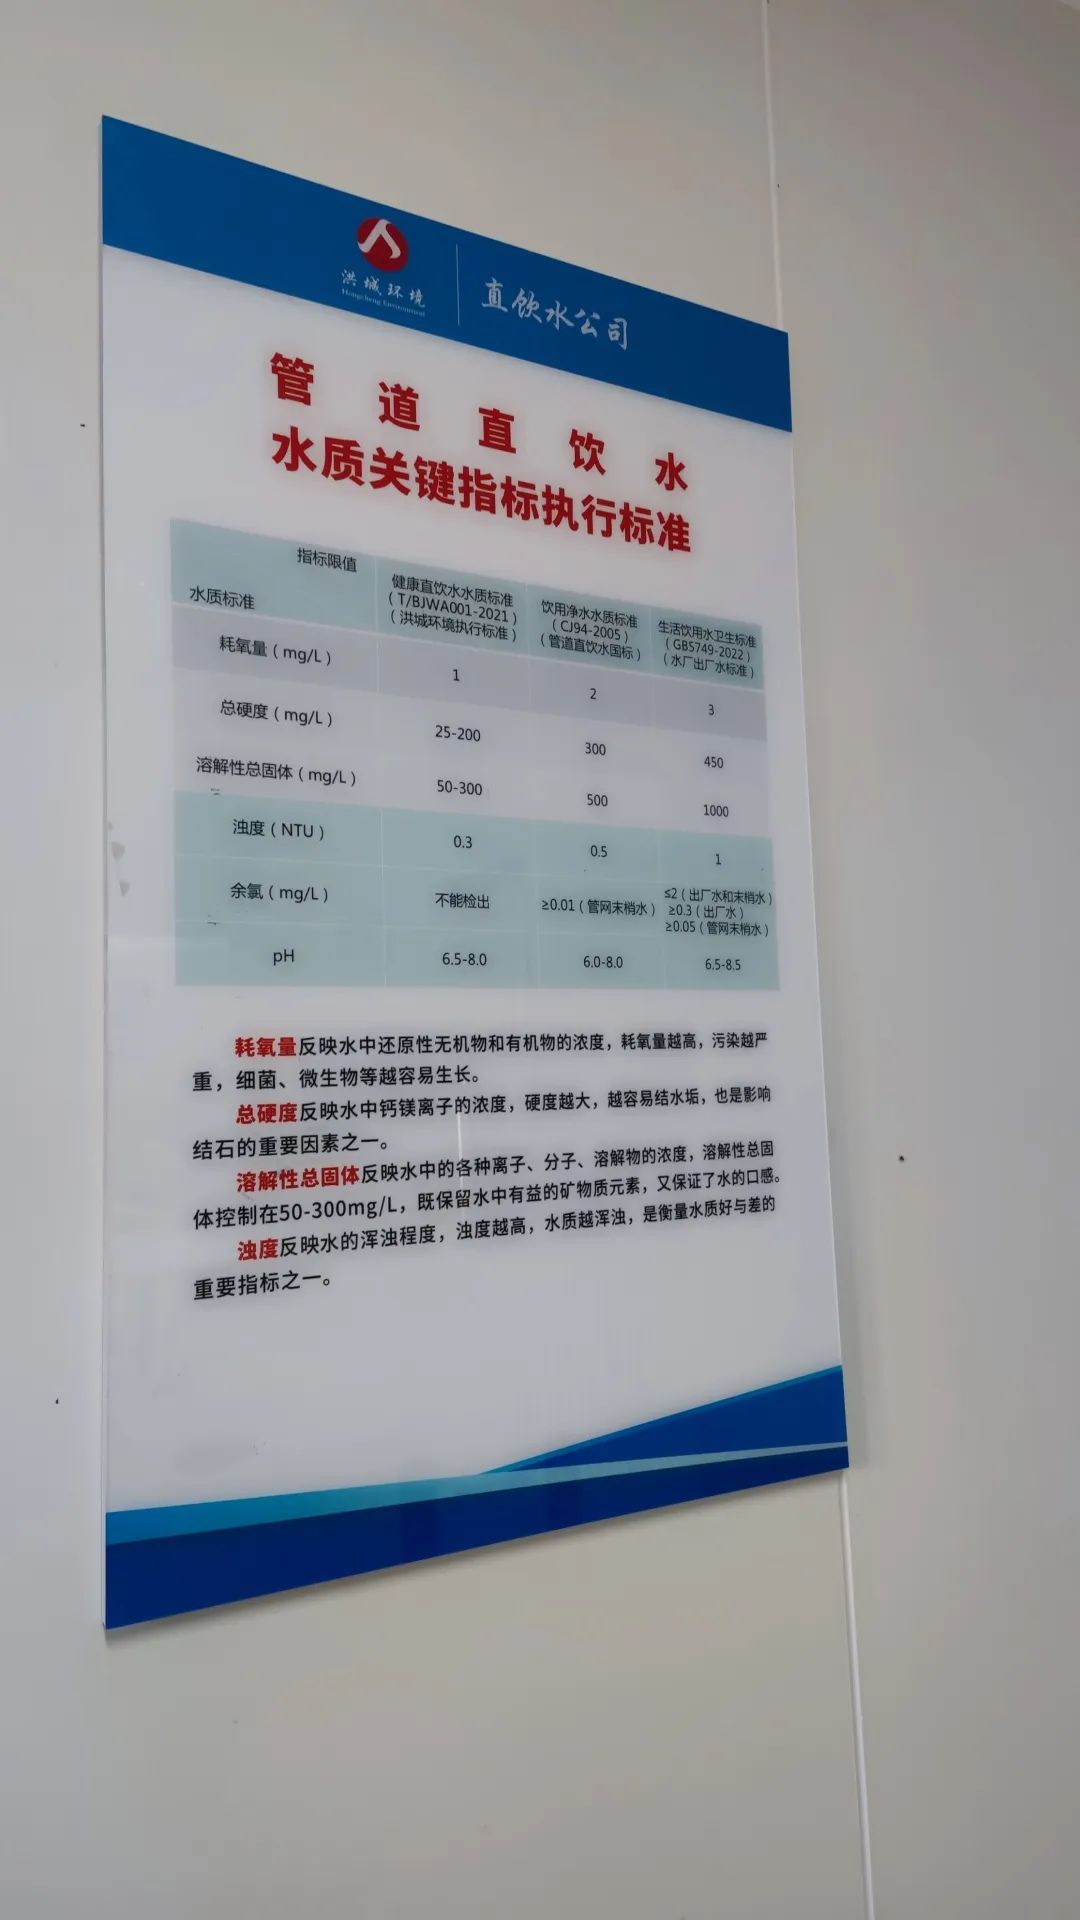 洪城环境
Hongcheng Environment
直饮水公司
管道直饮水
水质关键指标执行标准
指标限值
水质标准
健康直饮水水质标准
（T/BJWA001-2021）
（洪城环境执行标准）
饮用净水水质标准
（CJ94-2005）
（管道直饮水国标）
生活饮用水卫生标准
（GB5749-2022）
（水厂出厂水标准）
耗氧量（mg/L） 1 2 3
总硬度（mg/L） 25-200 300 450
溶解性总固体（mg/L） 50-300 500 1000
浊度（NTU） 0.3 0.5 1
余氯（mg/L） 不能检出 ≥0.01（管网末梢水）
≤2（出厂水和末梢水）
≥0.3（出厂水）
≥0.05（管网末梢水）
pH 6.5-8.0 6.0-8.0 6.5-8.5
耗氧量反映水中还原性无机物和有机物的浓度，耗氧量越高，污染越严
重，细菌、微生物等越容易生长。
总硬度反映水中钙镁离子的浓度，硬度越大，越容易结水垢，也是影响
结石的重要因素之一。
溶解性总固体反映水中的各种离子、分子、溶解物的浓度，溶解性总固
体控制在50-300mg/L，既保留水中有益的矿物质元素，又保证了水的口感。
浊度反映水的浑浊程度，浊度越高，水质越浑浊，是衡量水质好与差的
重要指标之一。